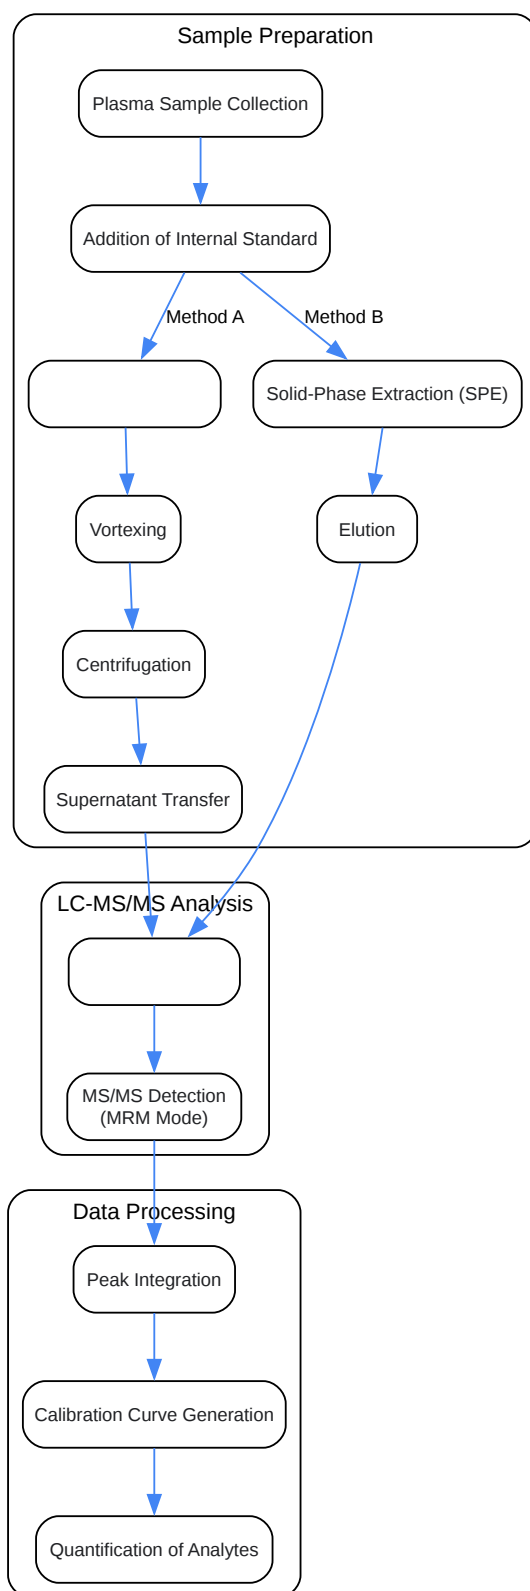 Sample Preparation
Plasma Sample Collection
Addition of Internal Standard
Method A
Method B
Solid-Phase Extraction (SPE)
Vortexing
Elution
Centrifugation
Supernatant Transfer
LC-MS/MS Analysis
MS/MS Detection
(MRM Mode)
Data Processing
Peak Integration
Calibration Curve Generation
Quantification of Analytes